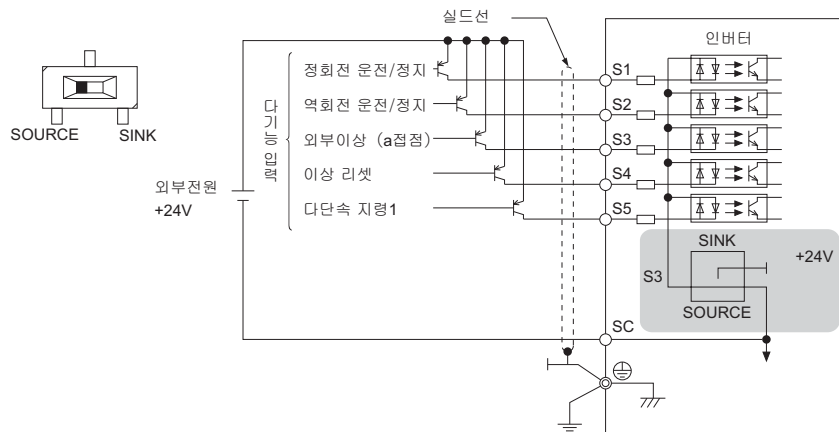 실드선
인버터
SOURCE
SINK
외부전원
+24V
다기능 입력
정회전 운전/정지
역회전 운전/정지
외부이상 (a접점)
이상 리셋
다단속 지령1
S1
S2
S3
S4
S5
SINK
+24V
S3
SOURCE
SC